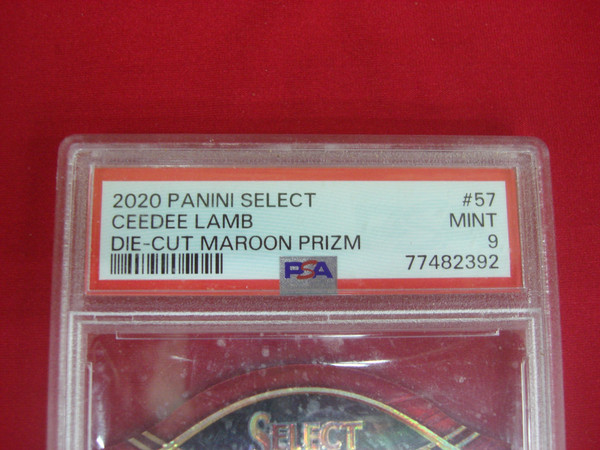 2020 PANINI SELECT #57
CEEDEE LAMB MINT
DIE-CUT MAROON PRIZM 9
PSA 77482392
SELECT